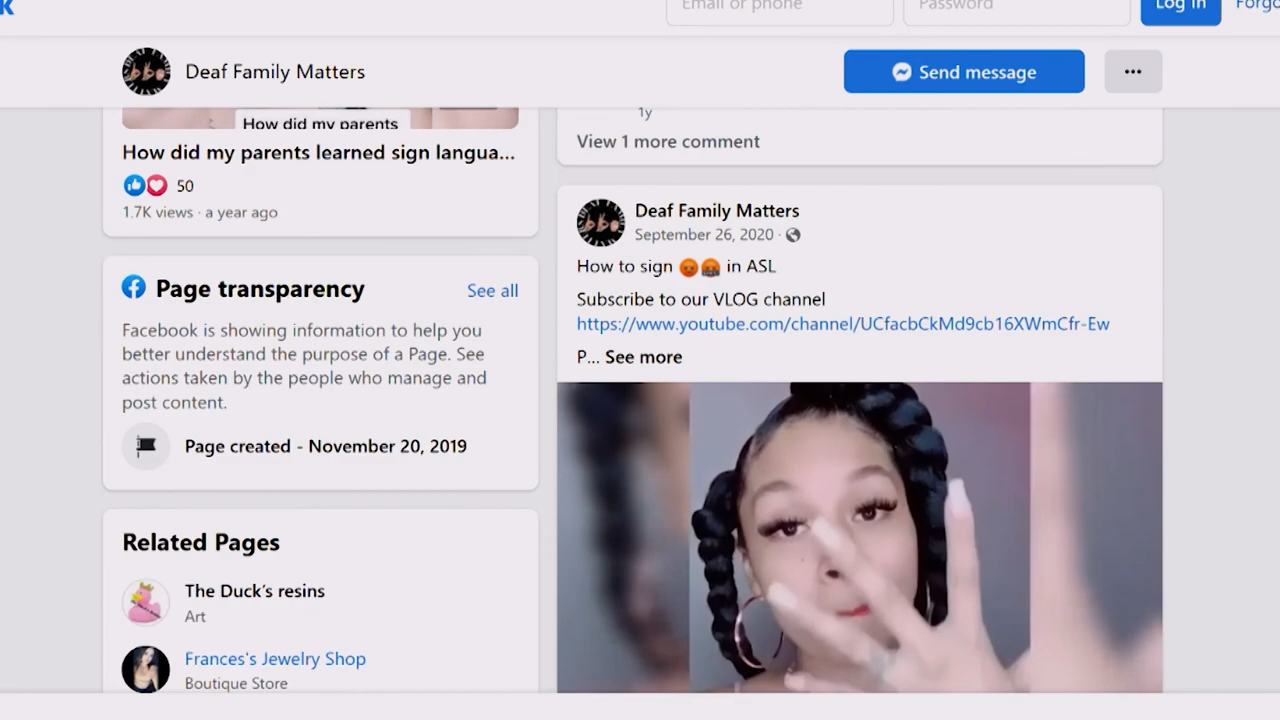 Email or phone
Password
Log In
Deaf Family Matters
Send message
How did my parents
How did my parents learned sign langua...
50
1.7K views · a year ago
Page transparency
See all
Facebook is showing information to help you
better understand the purpose of a Page. See
actions taken by the people who manage and
post content.
Page created - November 20, 2019
Related Pages
The Duck's resins
Art
Frances's Jewelry Shop
Boutique Store
1y
View 1 more comment
Deaf Family Matters
September 26, 2020 ·
How to sign 😡🤬 in ASL
Subscribe to our VLOG channel
https://www.youtube.com/channel/UCfacbCkMd9cb16XWmCfr-Ew
P... See more